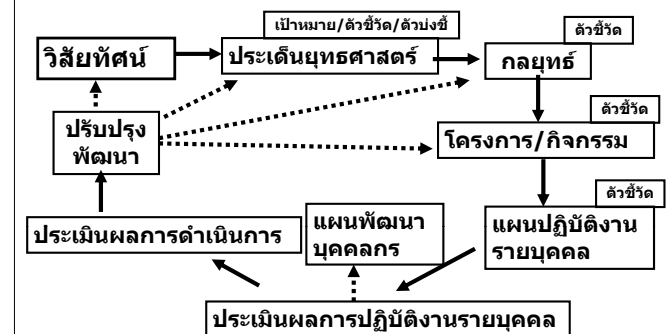 เป้าหมาย/ตัวชี้วัด/ตัวบ่งชี้
ตัวชี้วัด
วิสัยทัศน์
ประเด็นยุทธศาสตร์
กลยุทธ์
ตัวชี้วัด
ปรับปรุง
พัฒนา
โครงการ/กิจกรรม
ตัวชี้วัด
แผนพัฒนา
บุคคลกร
แผนปฏิบัติงาน
รายบุคคล
ประเมินผลการดำเนินการ
ประเมินผลการปฏิบัติงานรายบุคคล